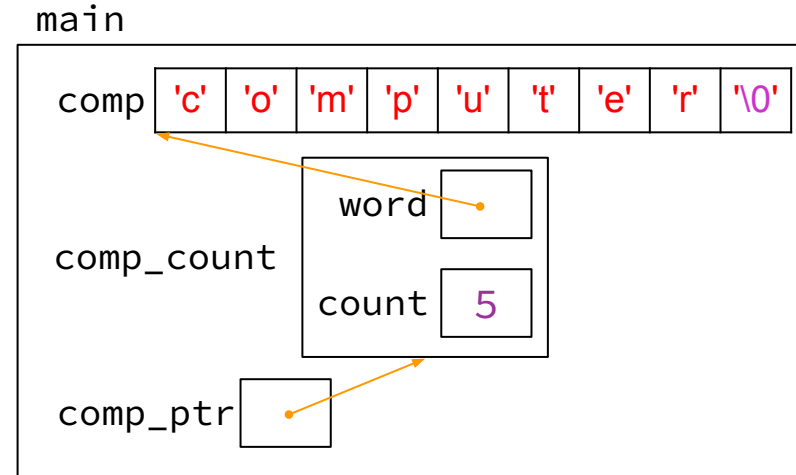 main
comp 'c' 'o' 'm' 'p' 'u' 't' 'e' 'r' '\0'
word
comp_count
count 5
comp_ptr